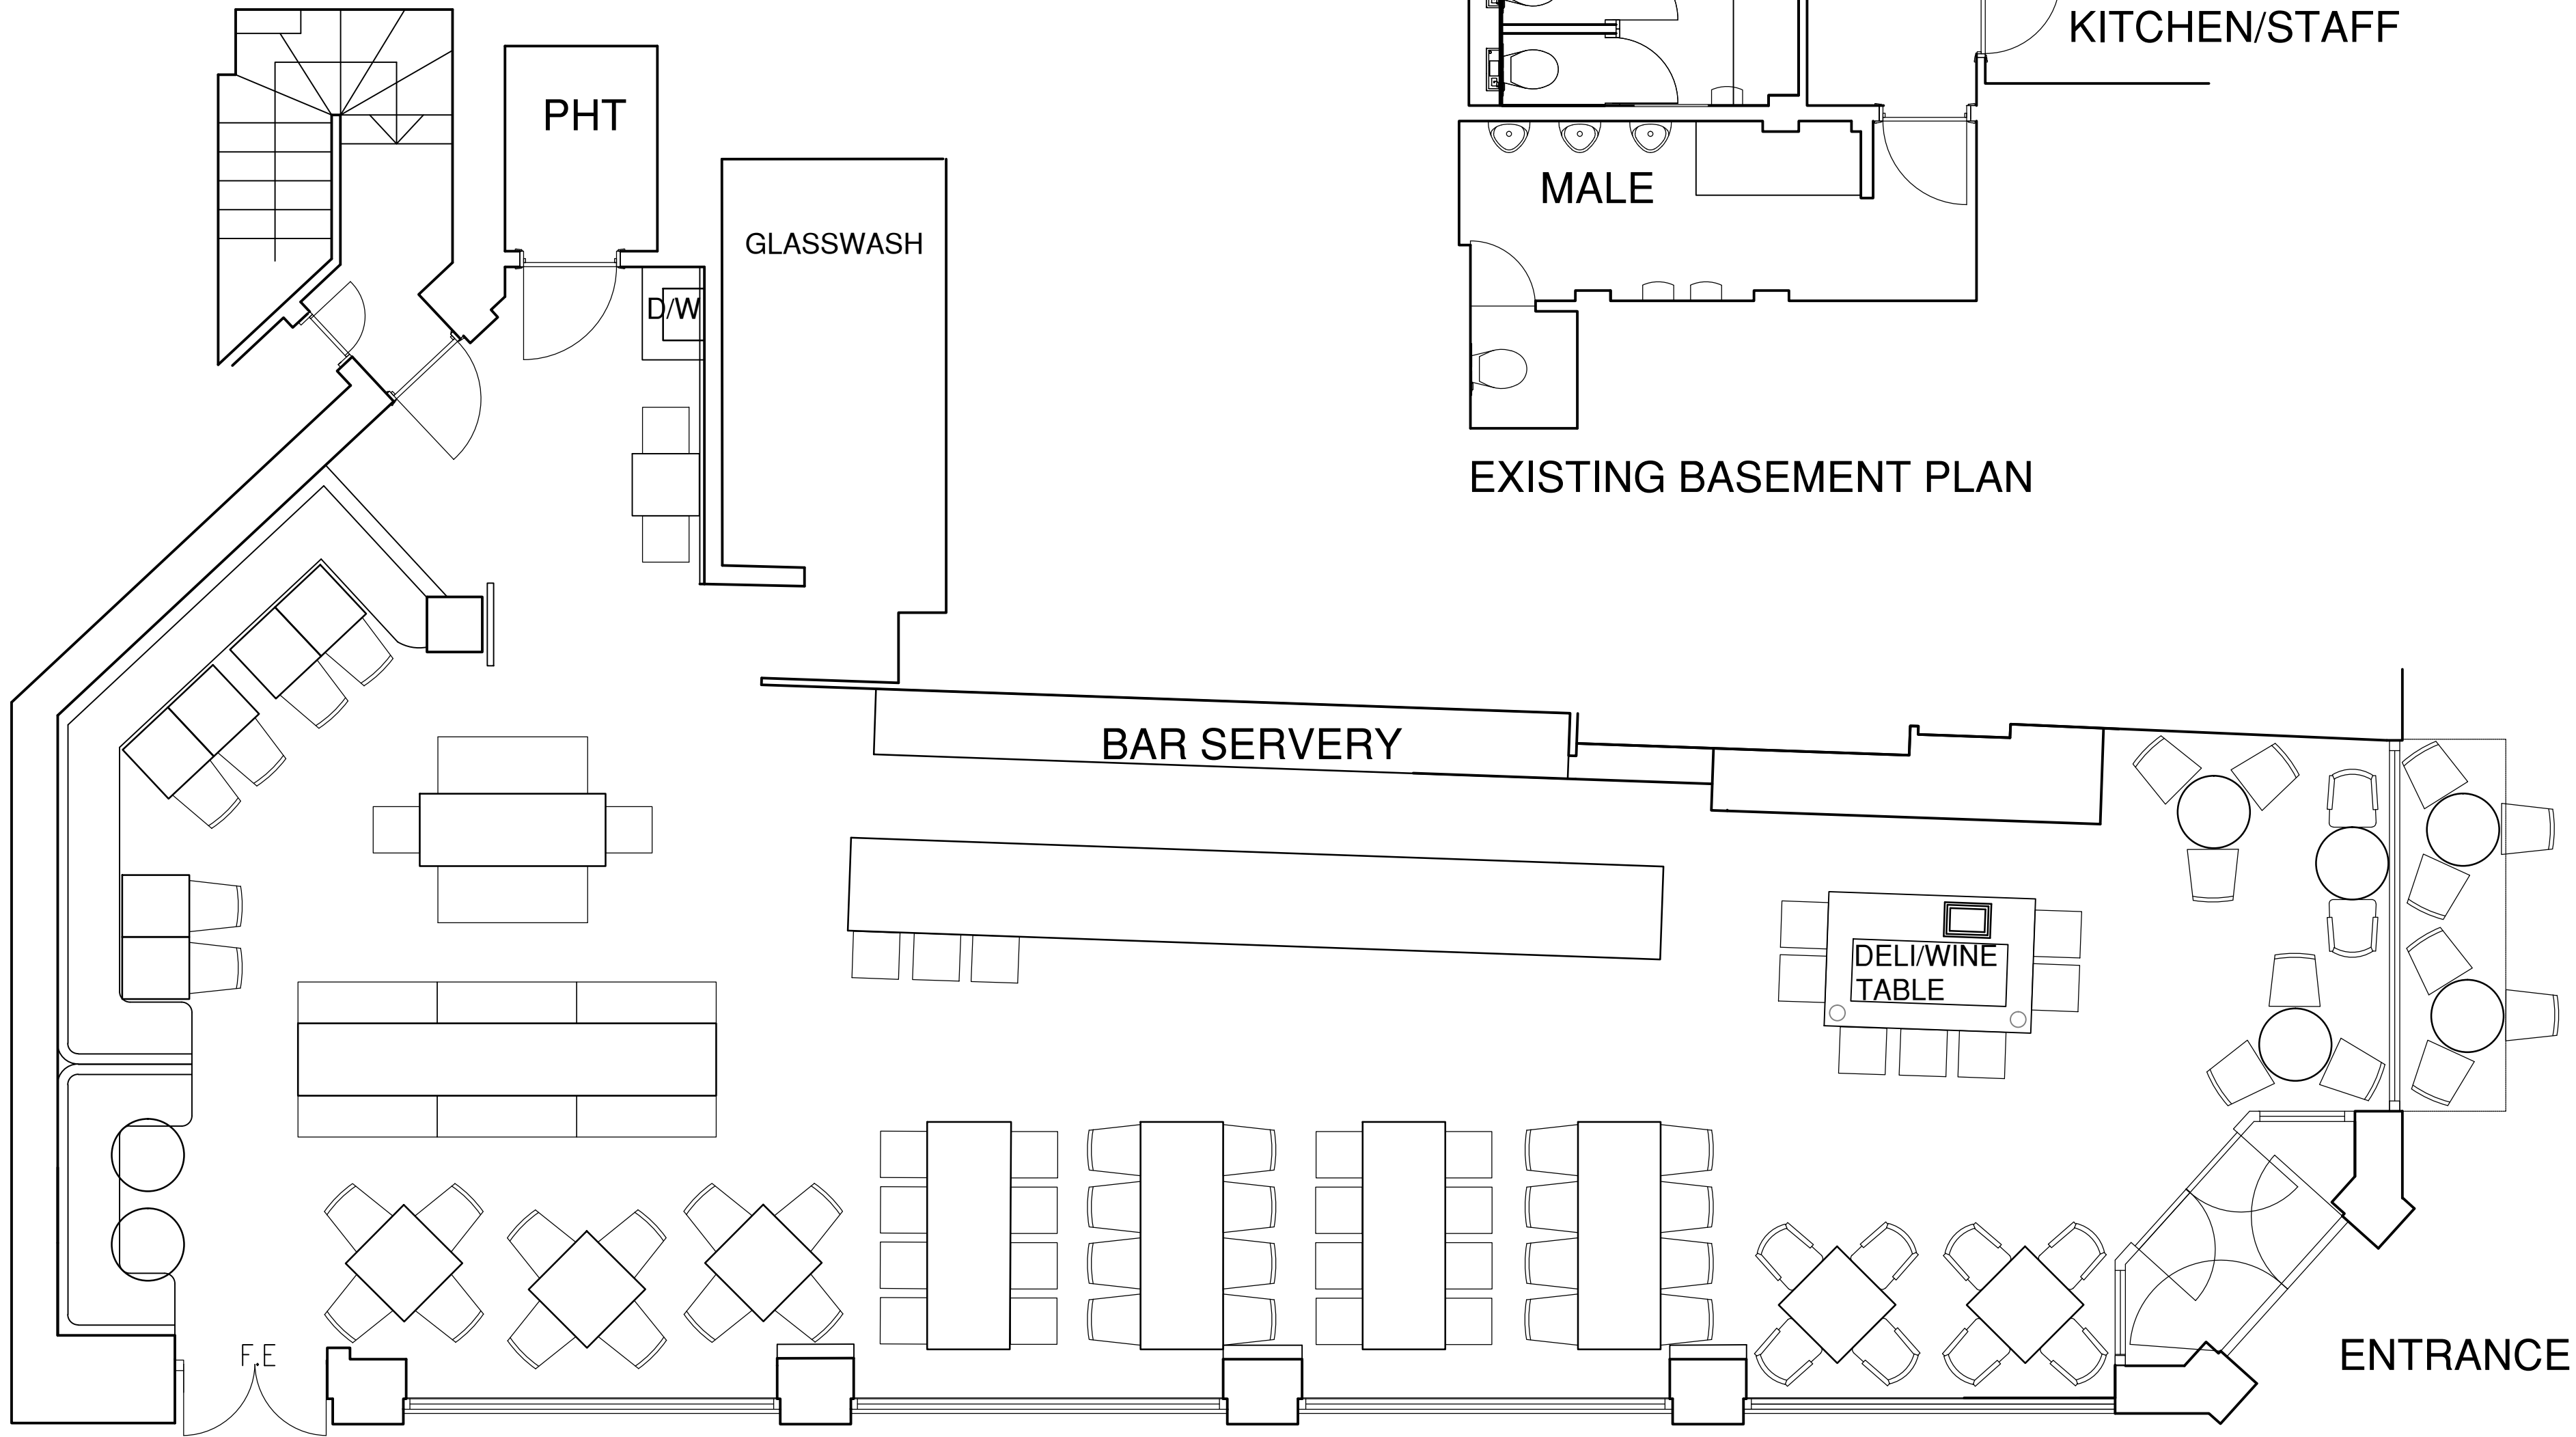 KITCHEN/STAFF
PHT
MALE
GLASSWASH
D/W
EXISTING BASEMENT PLAN
BAR SERVERY
DELI/WINE
TABLE
F.E
ENTRANCE